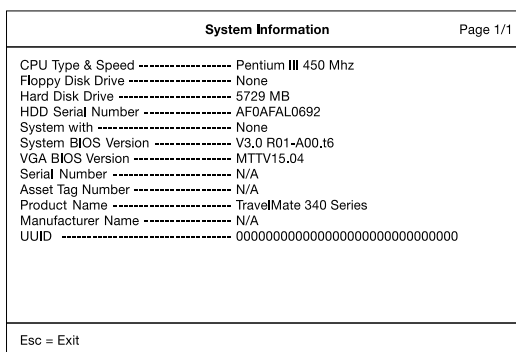 System Information Page 1/1
CPU Type & Speed -------------------- Pentium III 450 Mhz
Floppy Disk Drive -------------------- None
Hard Disk Drive -------------------- 5729 MB
HDD Serial Number -------------------- AF0AFAL0692
System with -------------------- None
System BIOS Version -------------------- V3.0 R01-A00.t6
VGA BIOS Version -------------------- MTTV15.04
Serial Number -------------------- N/A
Asset Tag Number -------------------- N/A
Product Name -------------------- TravelMate 340 Series
Manufacturer Name -------------------- N/A
UUID -------------------- 00000000000000000000000000000000
Esc = Exit